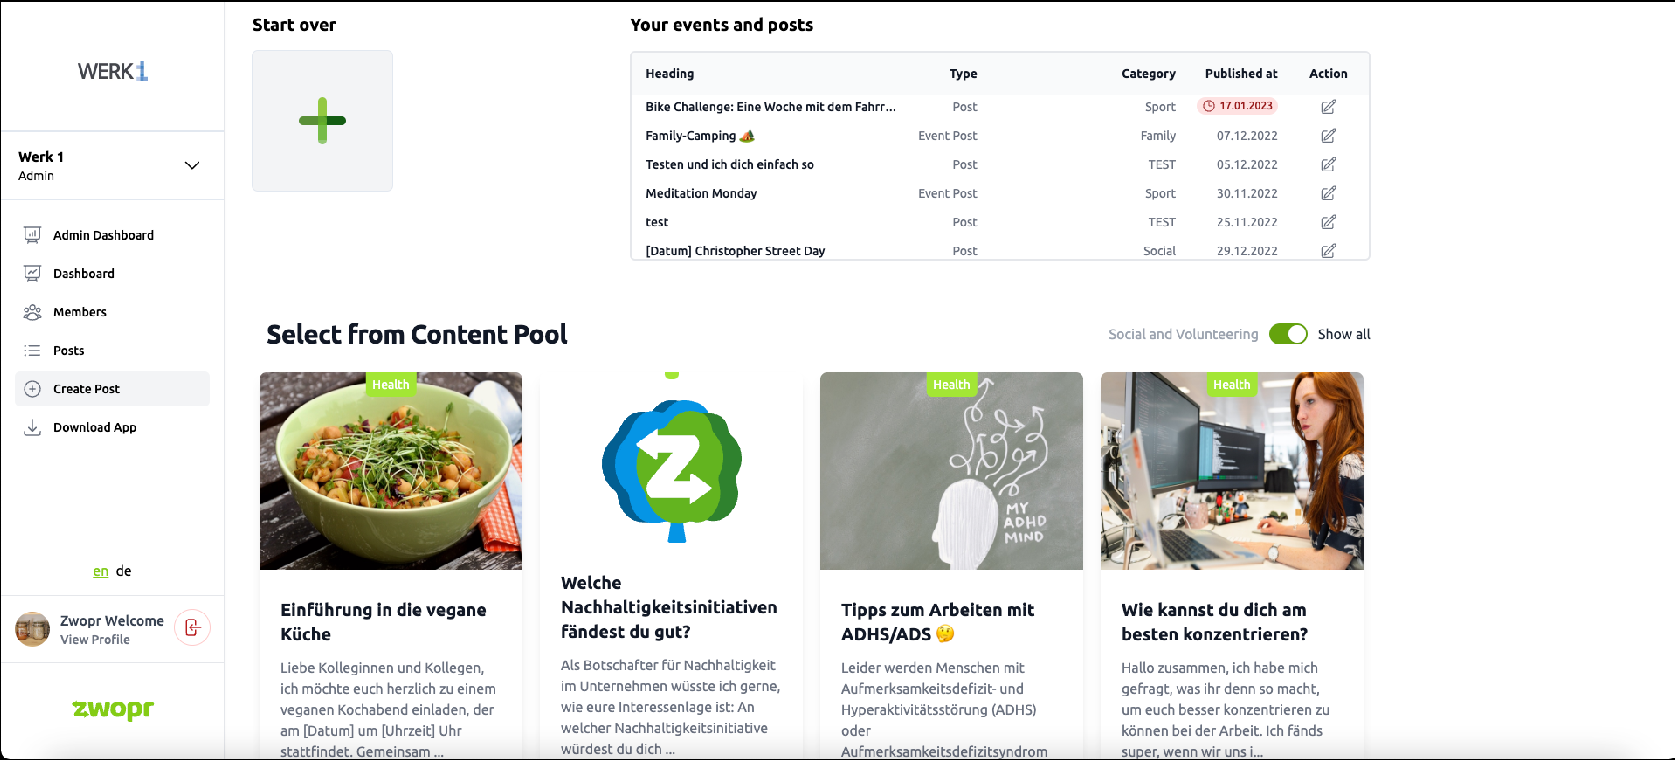 WERK1
Werk 1
Admin
Admin Dashboard
Dashboard
Members
Posts
Create Post
Download App
en de
Zwopr Welcome
View Profile
zwopr
Start over
Your events and posts
Heading Type Category Published at Action
Bike Challenge: Eine Woche mit dem Fahrr... Post Sport 17.01.2023
Family-Camping 🏕️ Event Post Family 07.12.2022
Testen und ich dich einfach so Post TEST 05.12.2022
Meditation Monday Event Post Sport 30.11.2022
test Post TEST 25.11.2022
[Datum] Christopher Street Day Post Social 29.12.2022
Select from Content Pool
Social and Volunteering Show all
Health
Einführung in die vegane
Küche
Liebe Kolleginnen und Kollegen,
ich möchte euch herzlich zu einem
veganen Kochabend einladen, der
am [Datum] um [Uhrzeit] Uhr
stattfindet. Gemeinsam ...
Z
Welche
Nachhaltigkeitsinitiativen
fändest du gut?
Als Botschafter für Nachhaltigkeit
im Unternehmen wüsste ich gerne,
wie eure Interessenlage ist: An
welcher Nachhaltigkeitsinitiative
würdest du dich ...
Health
MY
ADHD
MIND
Tipps zum Arbeiten mit
ADHS/ADS 🤔
Leider werden Menschen mit
Aufmerksamkeitsdefizit- und
Hyperaktivitätsstörung (ADHS)
oder
Aufmerksamkeitsdefizitsyndrom
Health
Wie kannst du dich am
besten konzentrieren?
Hallo zusammen, ich habe mich
gefragt, was ihr denn so macht,
um euch besser konzentrieren zu
können bei der Arbeit. Ich fänds
super, wenn wir uns i...